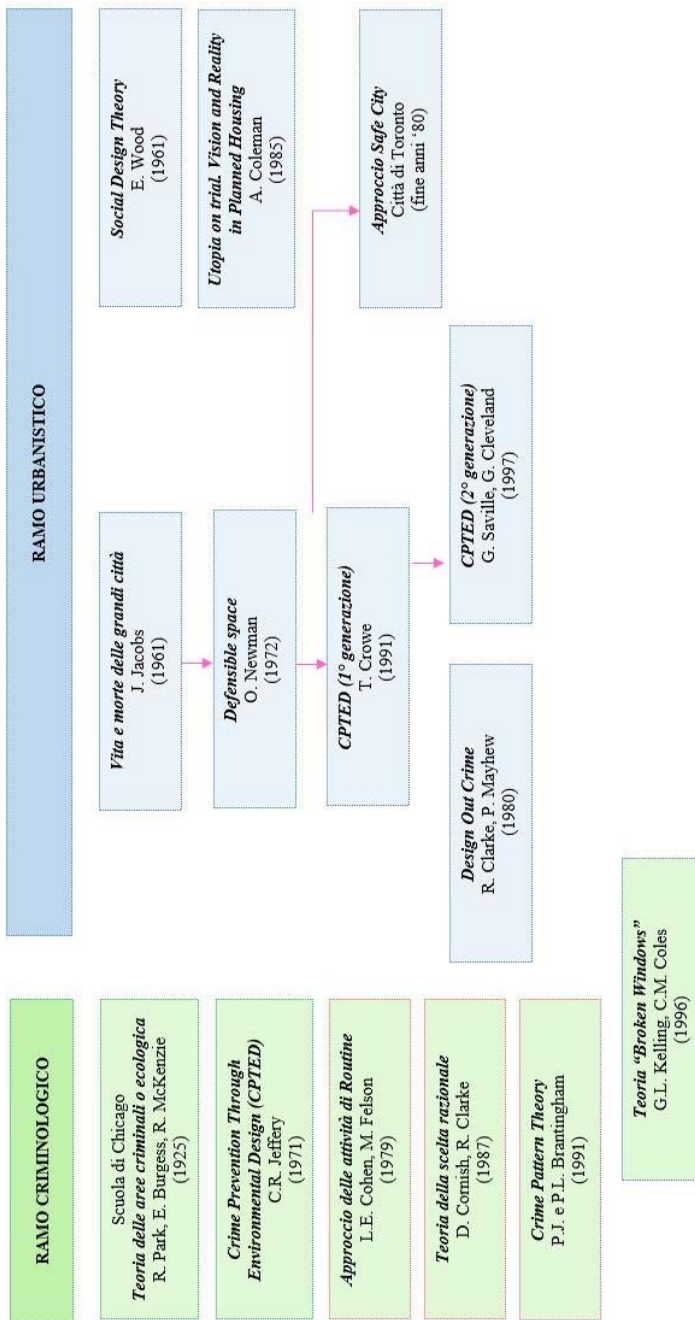 RAMO CRIMINOLOGICO
Scuola di Chicago
Teoria delle aree criminali o ecologica
R. Park, E. Burgess, R. McKenzie
(1925)
Crime Prevention Through
Environmental Design (CPTED)
C.R. Jeffery
(1971)
Approccio delle attività di Routine
L.E. Cohen, M. Felson
(1979)
Teoria della scelta razionale
D. Cornish, R. Clarke
(1987)
Crime Pattern Theory
P.J. e P.L. Brantingham
(1991)
Teoria “Broken Windows”
G.L. Kelling, C.M. Coles
(1996)
RAMO URBANISTICO
Vita e morte delle grandi città
J. Jacobs
(1961)
Defensible space
O. Newman
(1972)
CPTED (1° generazione)
T. Crowe
(1991)
Design Out Crime
R. Clarke, P. Mayhew
(1980)
CPTED (2° generazione)
G. Saville, G. Cleveland
(1997)
Social Design Theory
E. Wood
(1961)
Utopia on trial. Vision and Reality
in Planned Housing
A. Coleman
(1985)
Approccio Safe City
Città di Toronto
(fine anni ‘80)